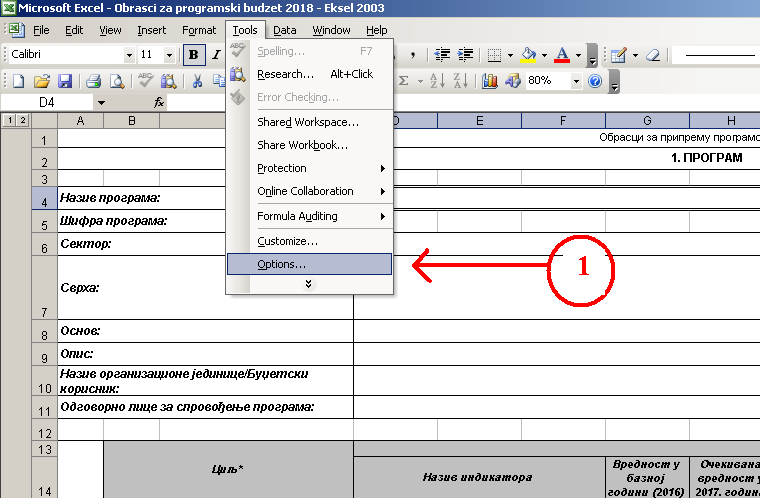 Microsoft Excel - Obrasci za programski budzet 2018 - Eksel 2003
File Edit View Insert Format Tools Data Window Help
Calibri 11 B I
80%
D4 fx
Spelling... F7
Research... Alt+Click
Error Checking...
Shared Workspace...
Share Workbook...
Protection
Online Collaboration
Formula Auditing
Customize...
Options...
1
1 2 A B D E F G H
1 Обрасци за припрему програмс
2 1. ПРОГРАМ
3
4 Назив програма:
5 Шифра програма:
6 Сектор:
7 Сврха:
8 Основ:
9 Опис:
10 Назив организационе јединице/Буџетски
корисник:
11 Одговорно лице за спровођење програма:
12
13
14 Циљ*
Назив индикатора
Вредност у
базној
години (2016)
Очекивана
вредност у
2017. годин